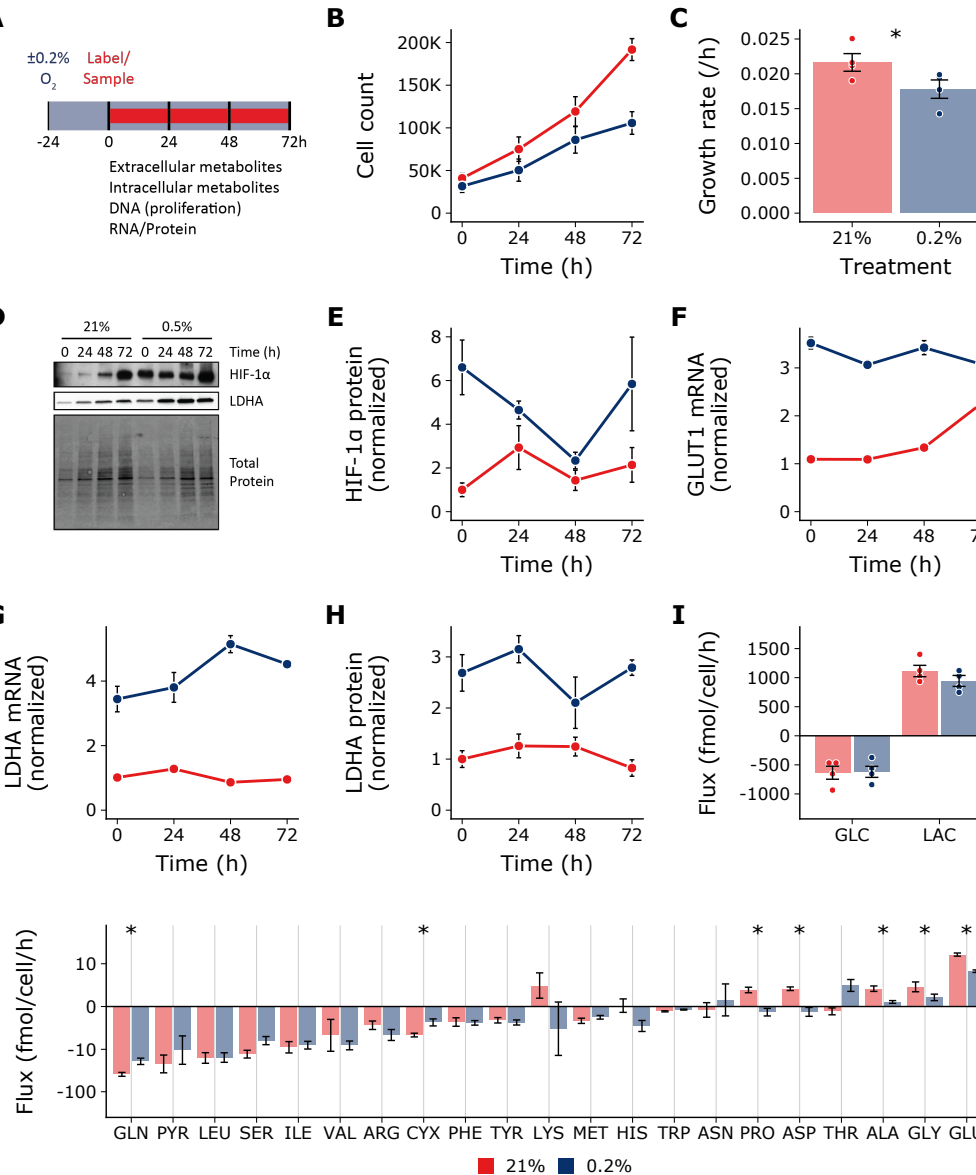 B
C
±0.2%
O2
Label/
Sample
-24
0
24
48
72h
Extracellular metabolites
Intracellular metabolites
DNA (proliferation)
RNA/Protein
200K
150K
100K
50K
0
Cell count
0
24
48
72
Time (h)
0.025
0.020
0.015
0.010
0.005
0.000
Growth rate (/h)
*
21%
0.2%
Treatment
21%
0.5%
0 24 48 72 0 24 48 72 Time (h)
HIF-1α
LDHA
Total
Protein
E
8
6
4
2
0
HIF-1α protein
(normalized)
0
24
48
72
Time (h)
F
3
2
1
0
GLUT1 mRNA
(normalized)
0
24
48
Time (h)
4
2
0
LDHA mRNA
(normalized)
0
24
48
72
Time (h)
H
3
2
1
0
LDHA protein
(normalized)
0
24
48
72
Time (h)
I
1500
1000
500
0
-500
-1000
Flux (fmol/cell/h)
GLC
LAC
10
0
-10
-100
Flux (fmol/cell/h)
* * * * * * *
GLN PYR LEU SER ILE VAL ARG CYX PHE TYR LYS MET HIS TRP ASN PRO ASP THR ALA GLY GLU
21% 0.2%